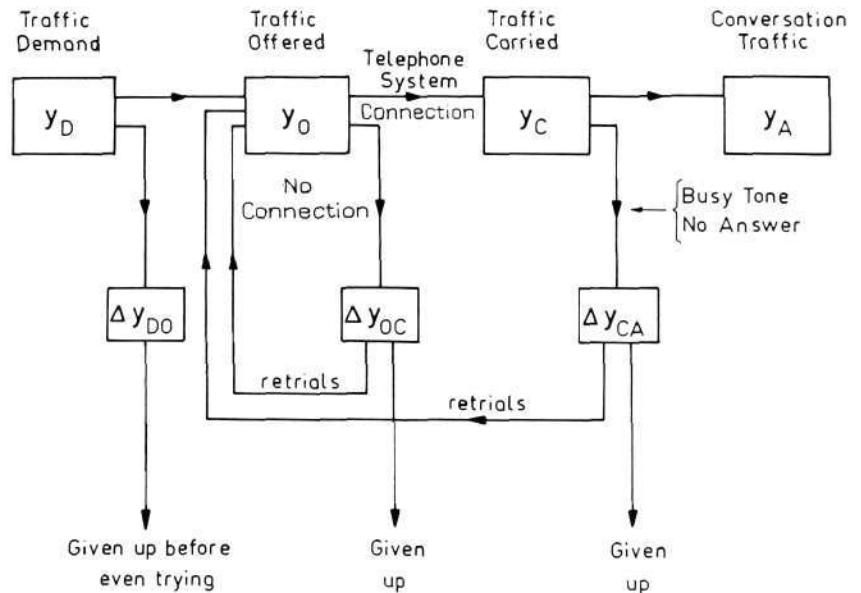 Traffic
Demand
Traffic
Offered
Traffic
Carried
Conversation
Traffic
Telephone
System
Connection
y_D
y_O
y_C
y_A
No
Connection
Busy Tone
No Answer
Δ y_DO
Δ y_OC
Δ y_CA
retrials
retrials
Given up before
even trying
Given
up
Given
up